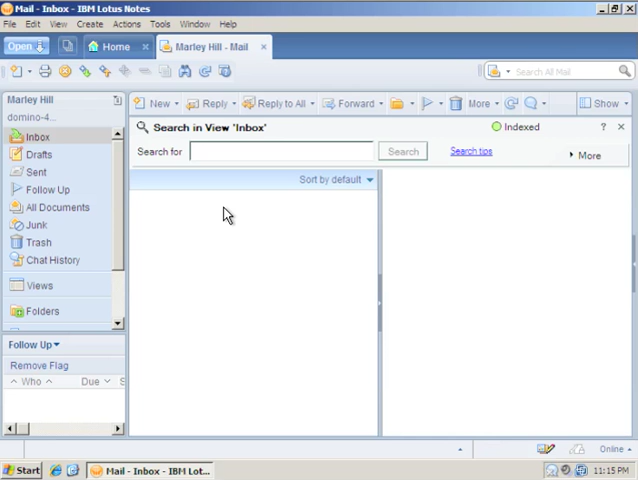 Mail - Inbox - IBM Lotus Notes
File Edit View Create Actions Tools Window Help
Open Home Marley Hill - Mail
Search All Mail
Marley Hill
domino-4...
New Reply Reply to All Forward More Show
Inbox
Drafts
Sent
Follow Up
All Documents
Junk
Trash
Chat History
Views
Folders
Search in View 'Inbox' Indexed ?
Search for Search Search tips More
Sort by default
Follow Up
Remove Flag
Who Due S
Online
Start Mail - Inbox - IBM Lot... 11:15 PM